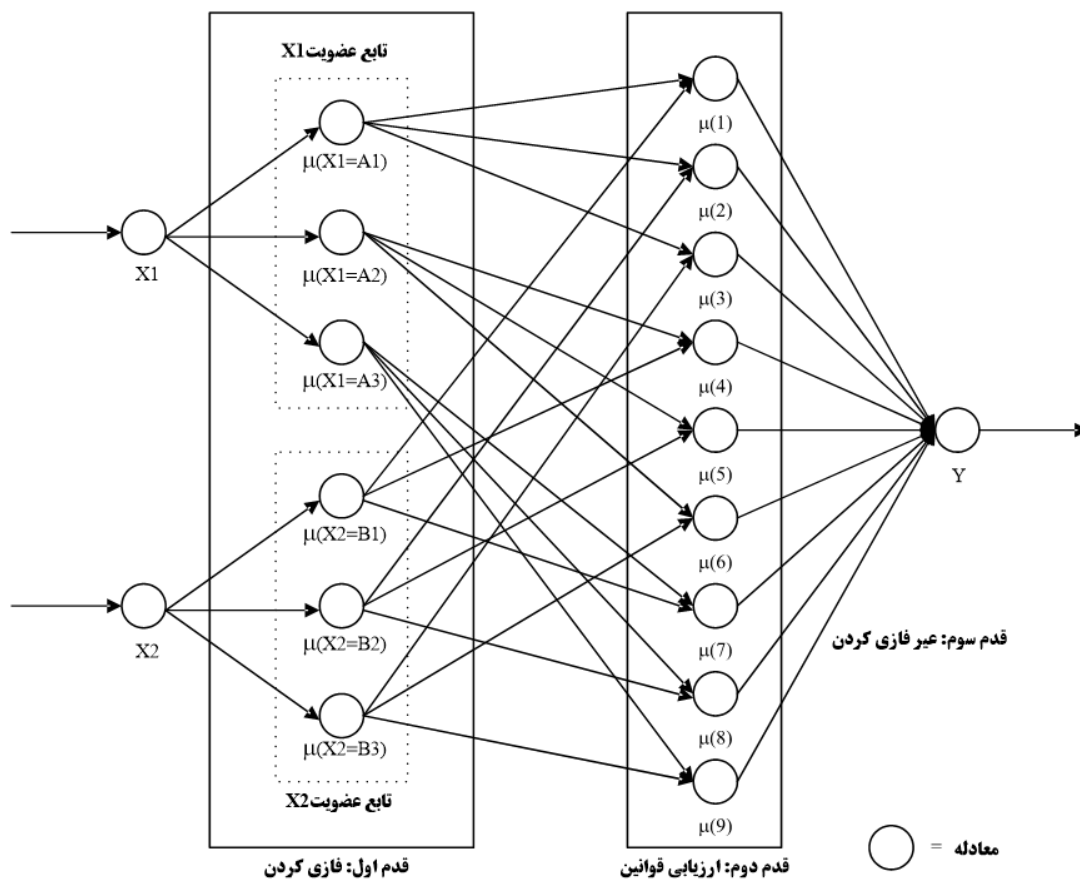 تابع عضویتX1
μ(X1=A1)
μ(X1=A2)
μ(X1=A3)
X1
μ(X2=B1)
μ(X2=B2)
μ(X2=B3)
X2
تابع عضویتX2
قدم اول: فازی کردن
μ(1)
μ(2)
μ(3)
μ(4)
μ(5)
μ(6)
μ(7)
μ(8)
μ(9)
قدم دوم: ارزیابی قوانین
Y
قدم سوم: عیر فازی کردن
= معادله